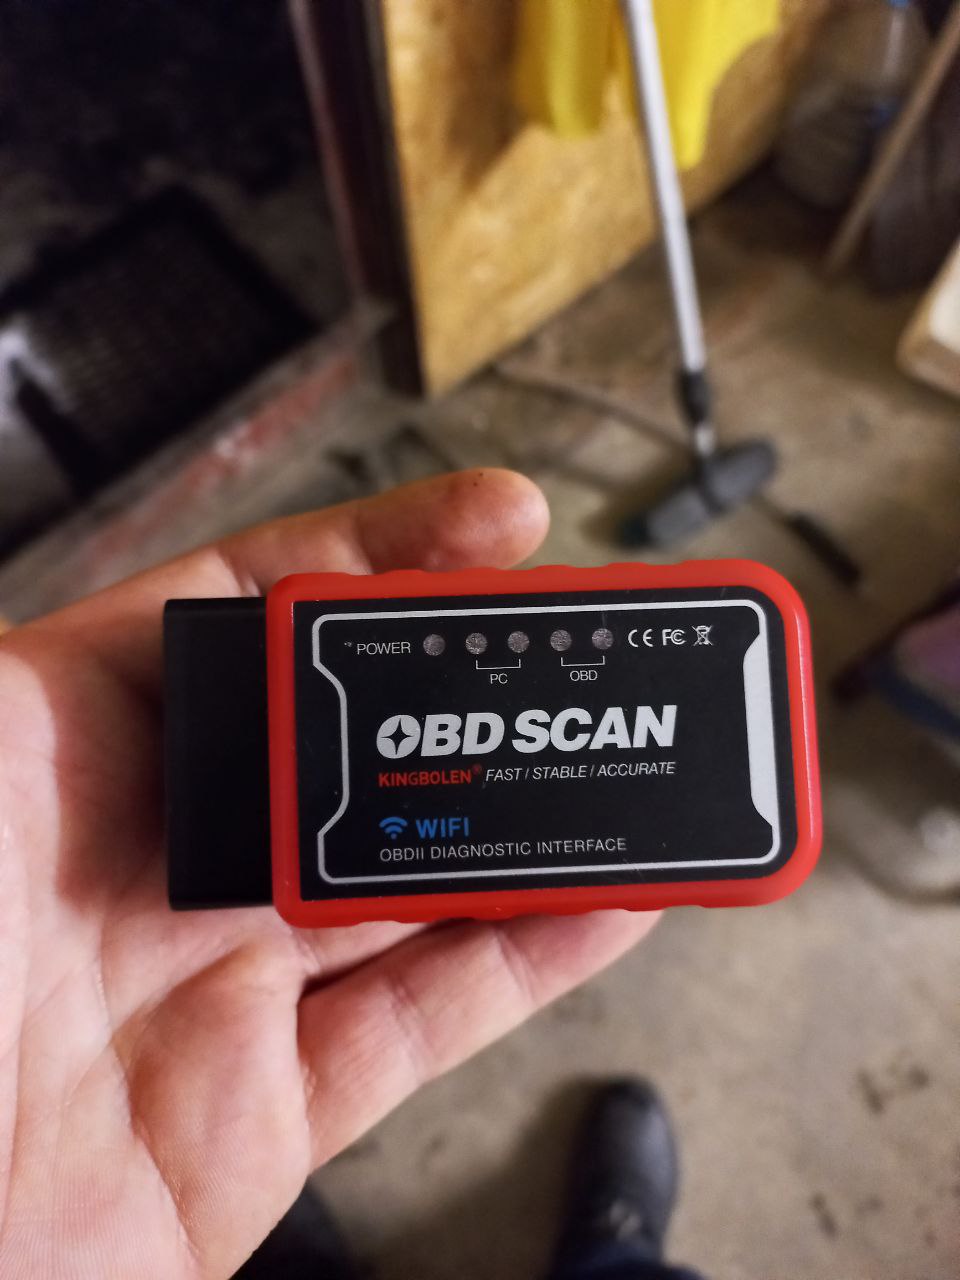 POWER
PC
OBD
CE FC
OBD SCAN
KINGBOLEN® FAST / STABLE / ACCURATE
WIFI
OBDII DIAGNOSTIC INTERFACE